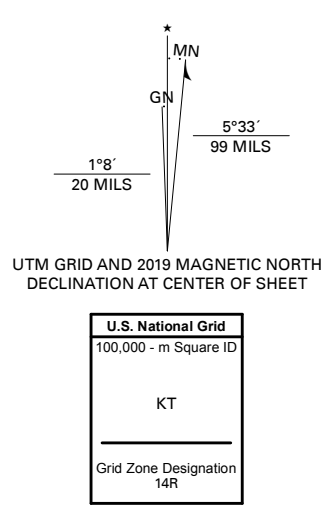 ★
MN
GN
5°33´
99 MILS
1°8´
20 MILS
UTM GRID AND 2019 MAGNETIC NORTH
DECLINATION AT CENTER OF SHEET
U.S. National Grid
100,000 - m Square ID
KT
Grid Zone Designation
14R